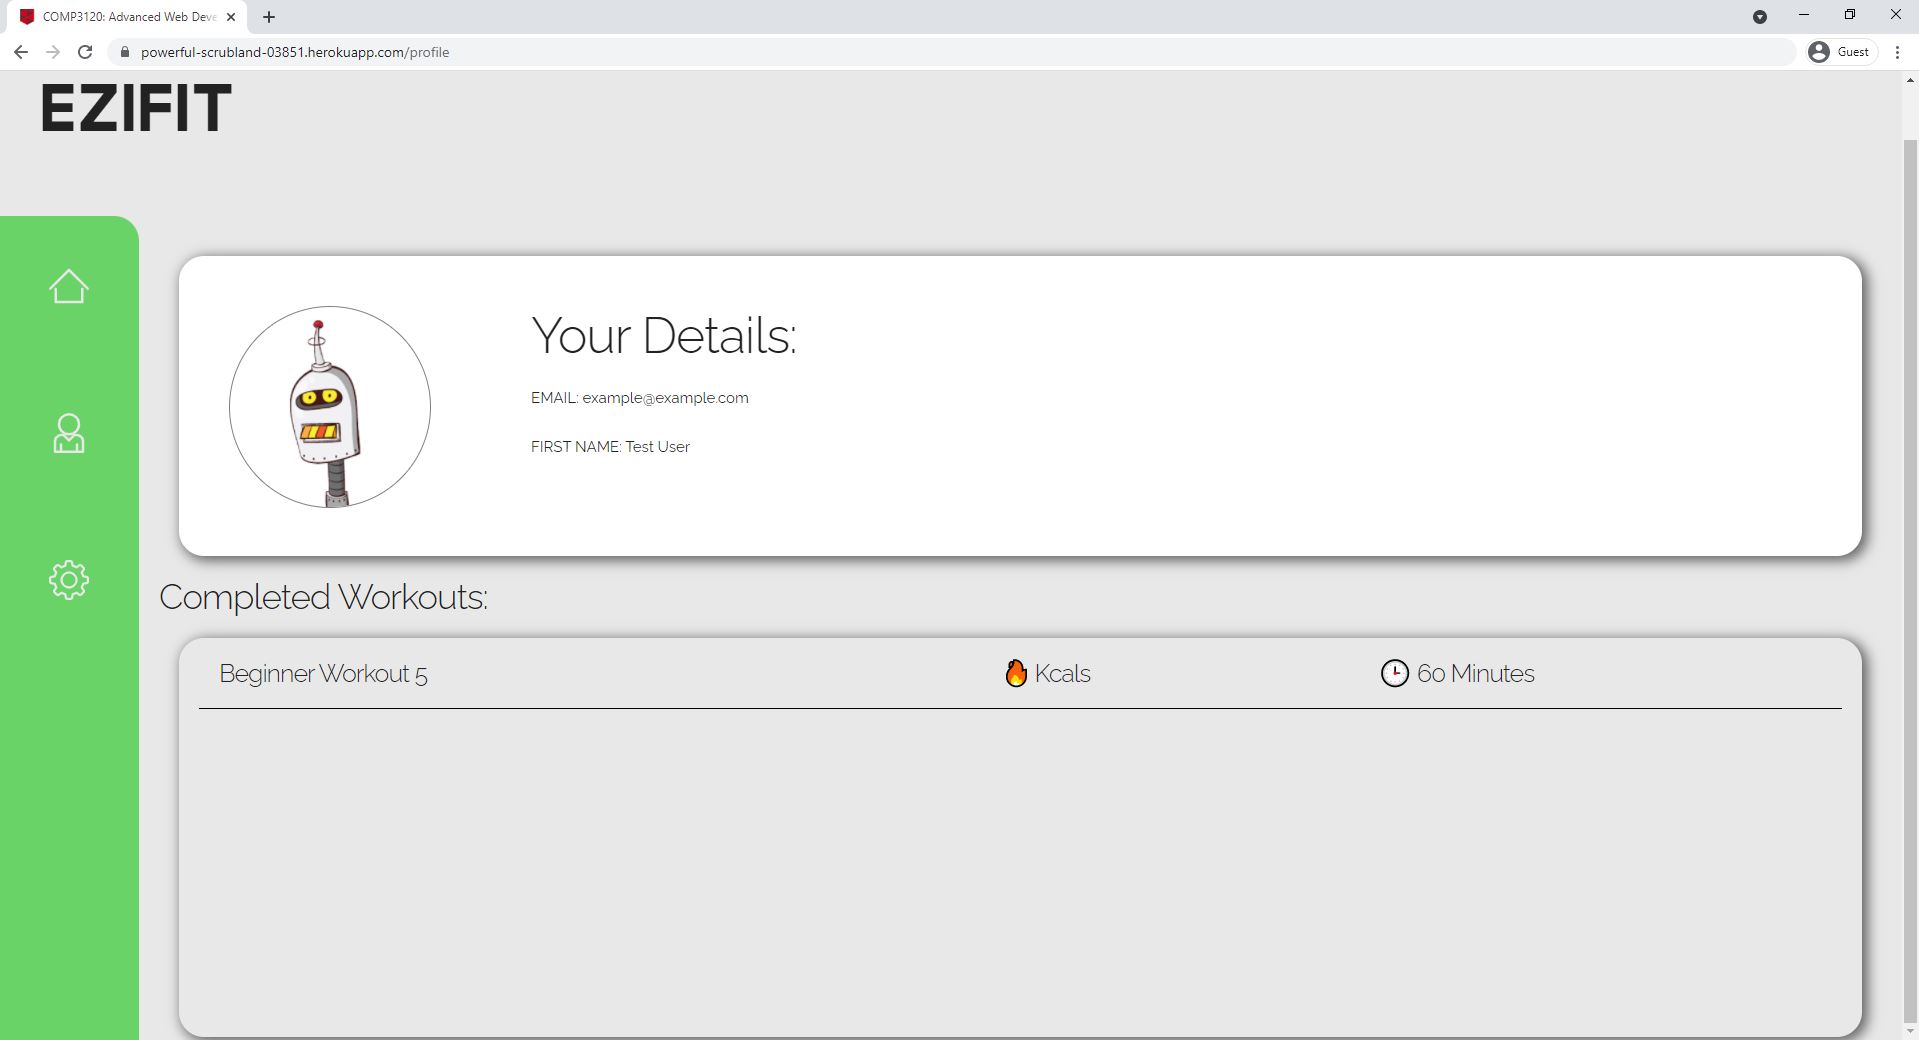 COMP3120: Advanced Web Deve
powerful-scrubland-03851.herokuapp.com/profile
Guest
EZIFIT
Your Details:
EMAIL: example@example.com
FIRST NAME: Test User
Completed Workouts:
Beginner Workout 5 🔥 Kcals 🕒 60 Minutes